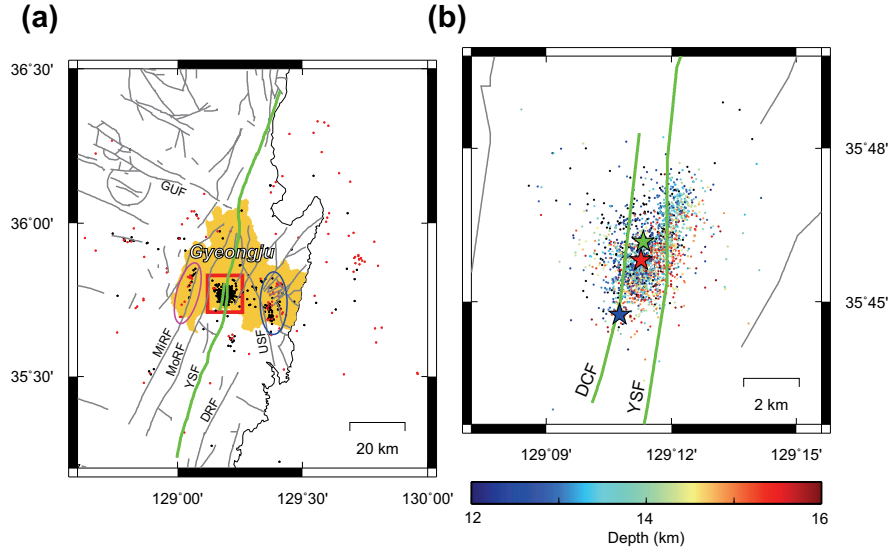 (a)
36°30'
36°00'
35°30'
129°00'
129°30'
130°00'
GUF
Gyeongju
MiRF
MoRF
YSF
DRF
USF
20 km
(b)
35°48'
35°45'
129°09'
129°12'
129°15'
DCF
YSF
2 km
12
14
16
Depth (km)